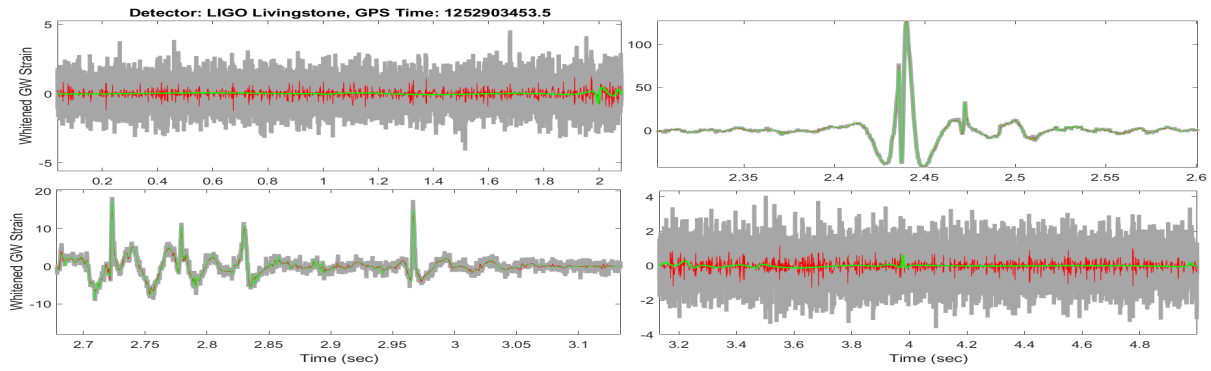 Detector: LIGO Livingstone, GPS Time: 1252903453.5
Whitened GW Strain
5
0
-5
0.2 0.4 0.6 0.8 1 1.2 1.4 1.6 1.8 2
100
50
0
2.35 2.4 2.45 2.5 2.55 2.6
Whitened GW Strain
20
10
0
-10
2.7 2.75 2.8 2.85 2.9 2.95 3 3.05 3.1
Time (sec)
4
2
0
-2
-4
3.2 3.4 3.6 3.8 4 4.2 4.4 4.6 4.8
Time (sec)